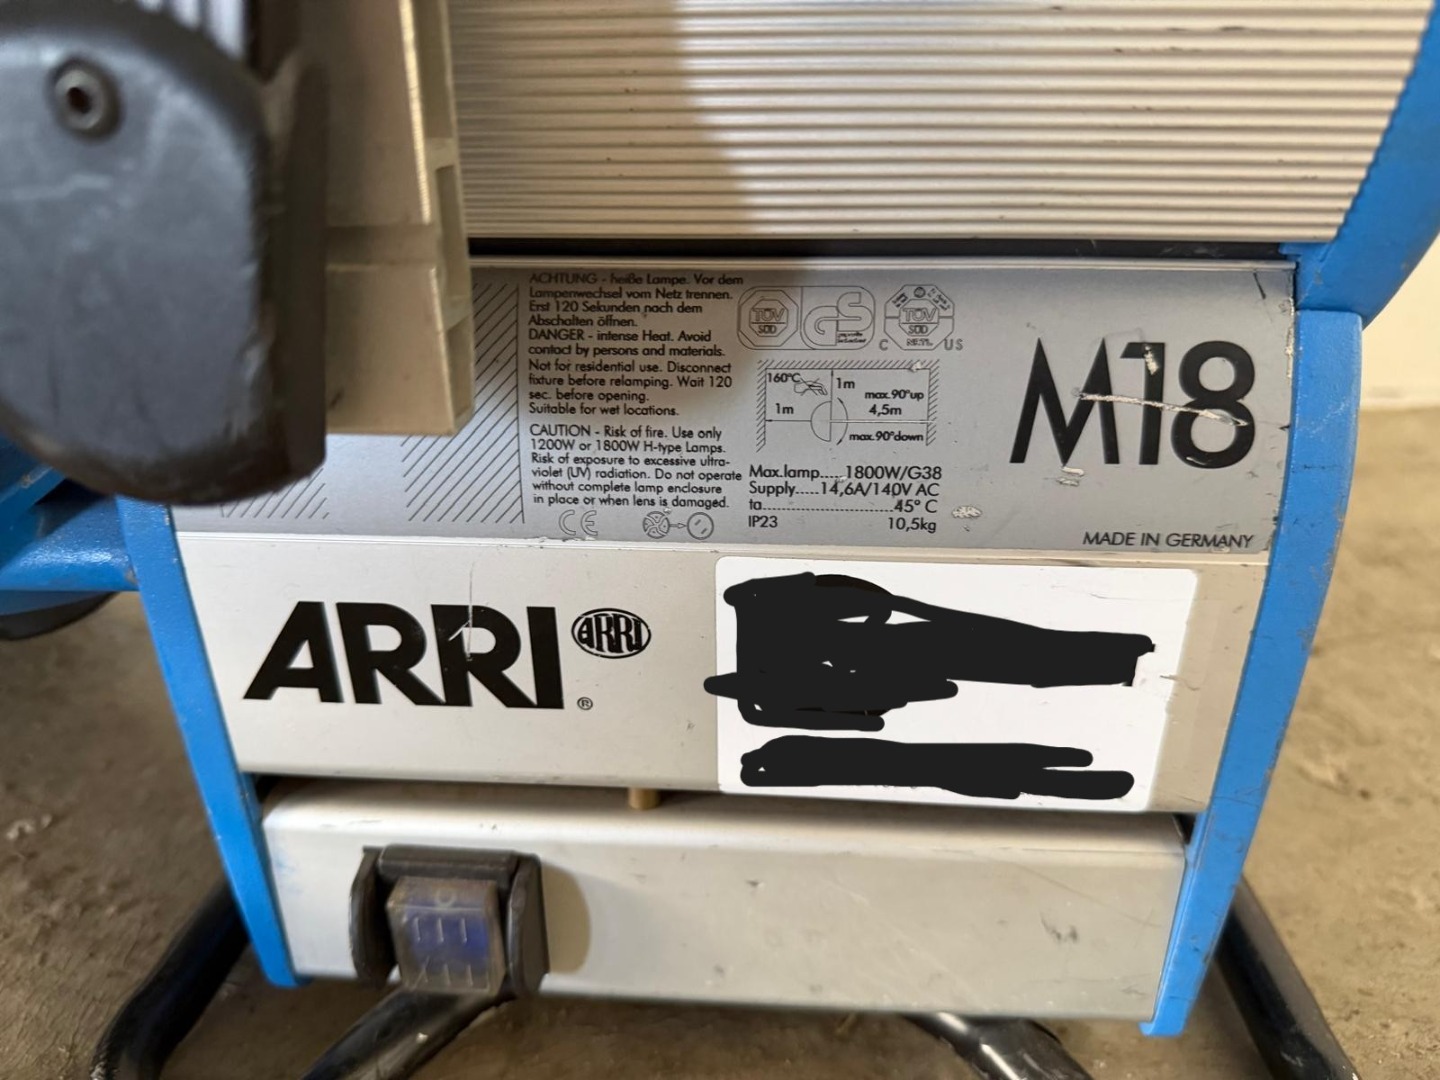 ACHTUNG - heiße Lampe. Vor dem
Lampenwechsel vom Netz trennen.
Erst 120 Sekunden nach dem
Abschalten öffnen.
DANGER - intense Heat. Avoid
contact by persons and materials.
Not for residential use. Disconnect
fixture before relamping. Wait 120
sec. before opening.
Suitable for wet locations.
CAUTION - Risk of fire. Use only
1200W or 1800W H-type Lamps.
Risk of exposure to excessive ultra-
violet (UV) radiation. Do not operate
without complete lamp enclosure
in place or when lens is damaged.
CE
TÜV
SÜD
GS
geprüfte
Sicherheit
TÜV
SÜD
NRTL
C US
160°C
1m
max.90°up
1m
4,5m
max.90°down
Max.lamp.....1800W/G38
Supply.....14,6A/140V AC
ta.........................45° C
IP23 10,5kg
M18
MADE IN GERMANY
ARRI ARRI
®